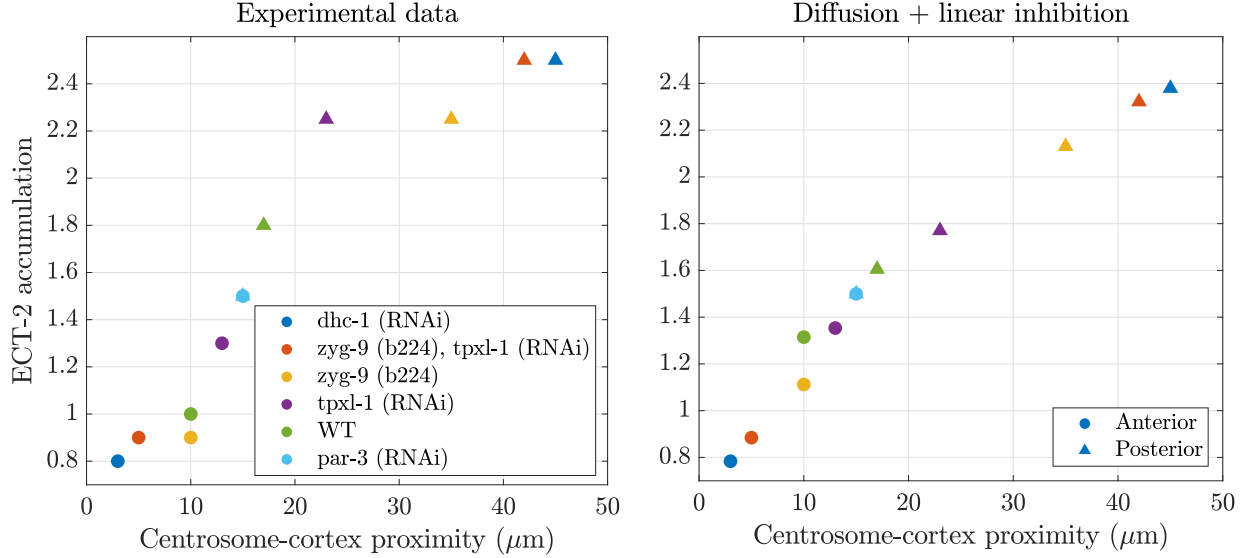 Experimental data
2.4
2.2
2
1.8
1.6
1.4
1.2
1
0.8
0 10 20 30 40 50
ECT-2 accumulation
Centrosome-cortex proximity (μm)
dhc-1 (RNAi)
zyg-9 (b224), tpxl-1 (RNAi)
zyg-9 (b224)
tpxl-1 (RNAi)
WT
par-3 (RNAi)
Diffusion + linear inhibition
2.4
2.2
2
1.8
1.6
1.4
1.2
1
0.8
0 10 20 30 40 50
Centrosome-cortex proximity (μm)
Anterior
Posterior